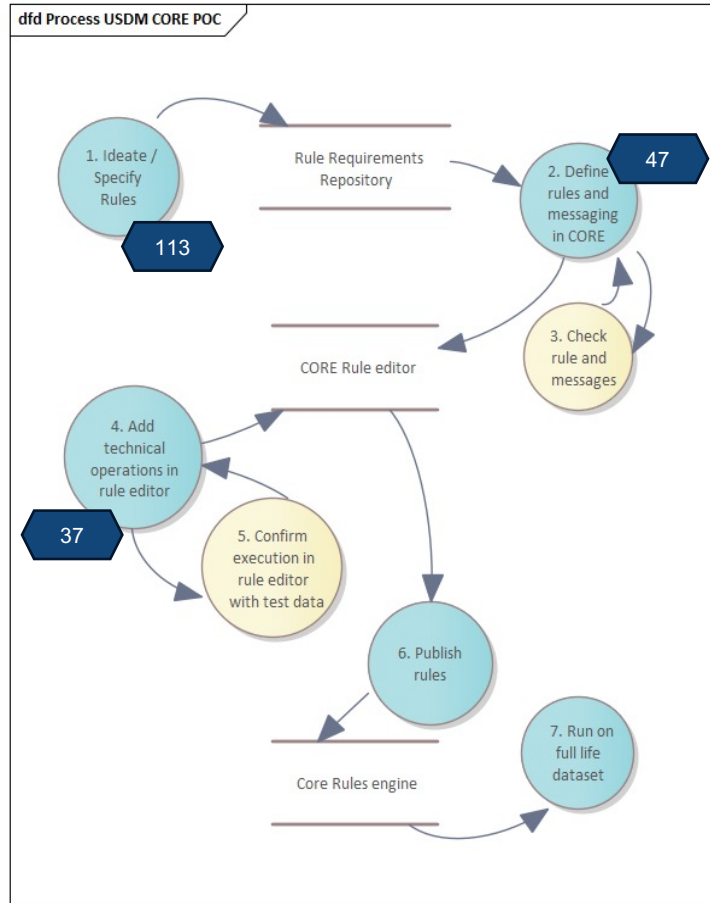 dfd Process USDM CORE POC
1. Ideate /
Specify
Rules
113
Rule Requirements
Repository
47
2. Define
rules and
messaging
in CORE
3. Check
rule and
messages
CORE Rule editor
4. Add
technical
operations in
rule editor
37
5. Confirm
execution in
rule editor
with test data
6. Publish
rules
7. Run on
full life
dataset
Core Rules engine